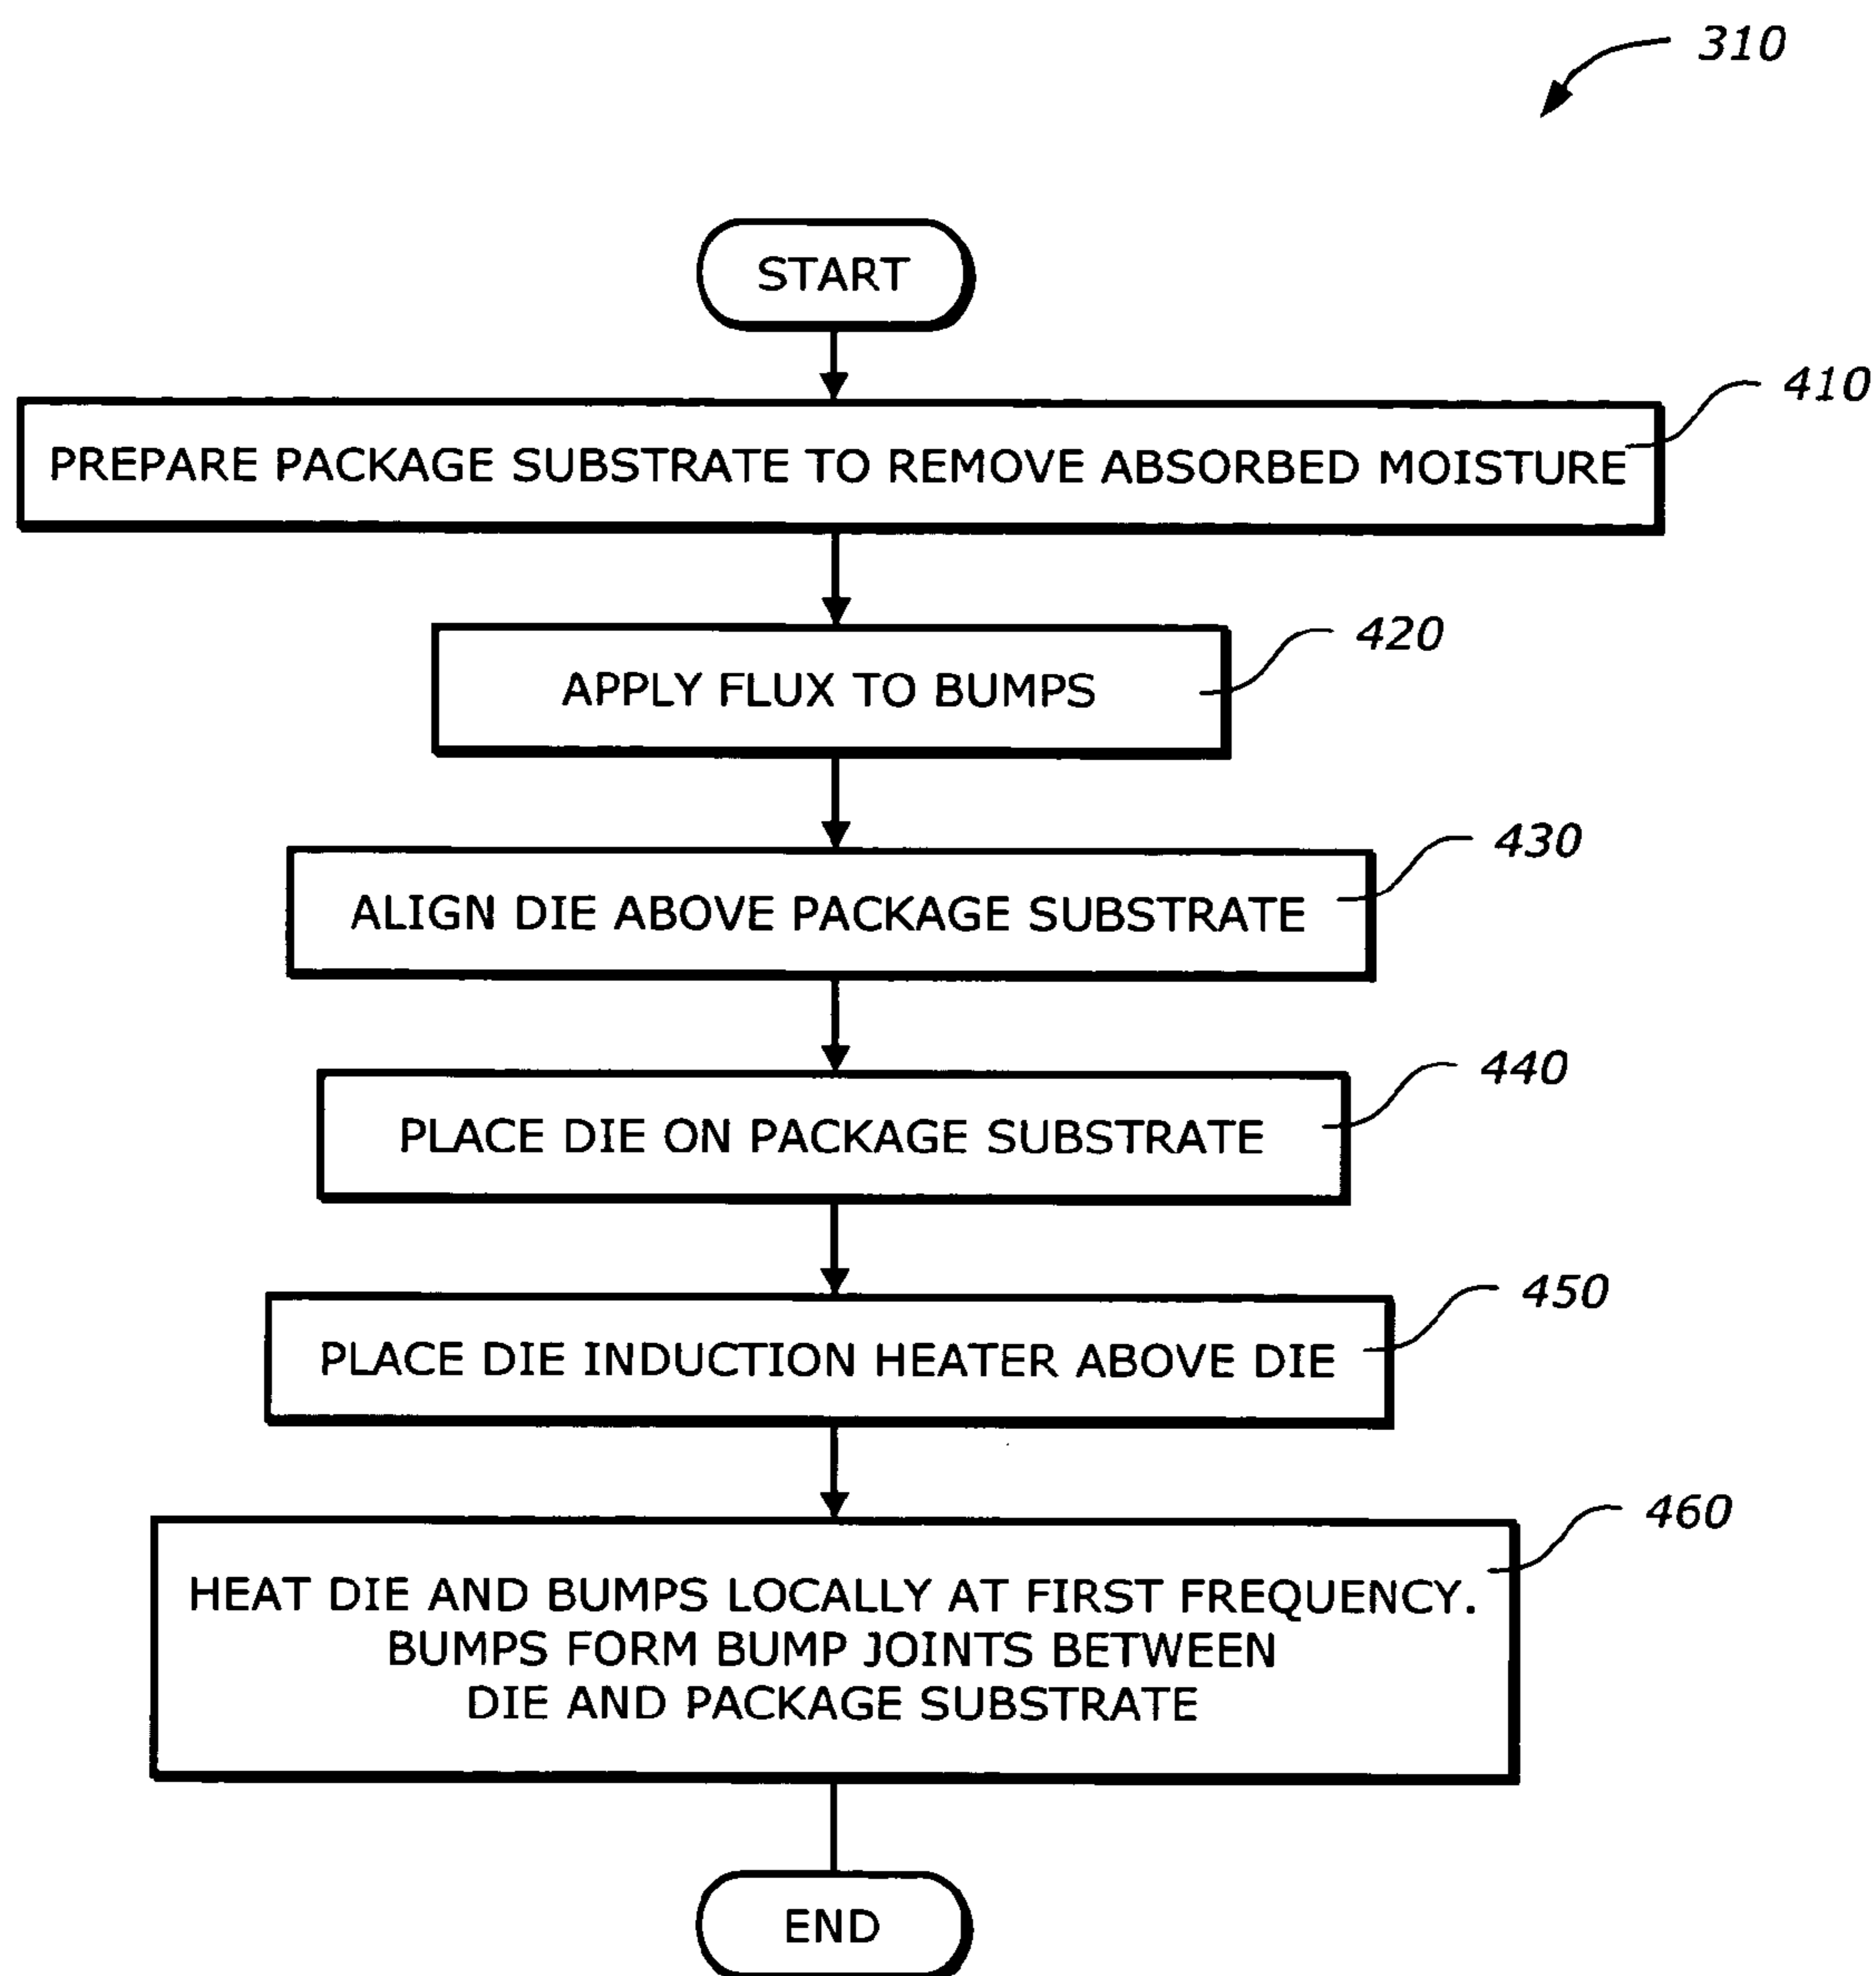 310
START
410
PREPARE PACKAGE SUBSTRATE TO REMOVE ABSORBED MOISTURE
420
APPLY FLUX TO BUMPS
430
ALIGN DIE ABOVE PACKAGE SUBSTRATE
440
PLACE DIE ON PACKAGE SUBSTRATE
450
PLACE DIE INDUCTION HEATER ABOVE DIE
460
HEAT DIE AND BUMPS LOCALLY AT FIRST FREQUENCY.
BUMPS FORM BUMP JOINTS BETWEEN
DIE AND PACKAGE SUBSTRATE
END